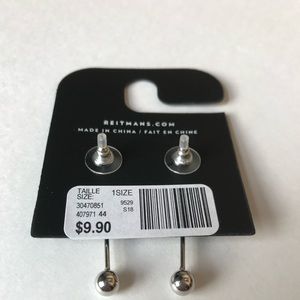 REITMANS.COM
MADE IN CHINA / FAIT EN CHINE
TAILLE
SIZE: 1SIZE
30470851 9529
407971 44 S18
$9.90